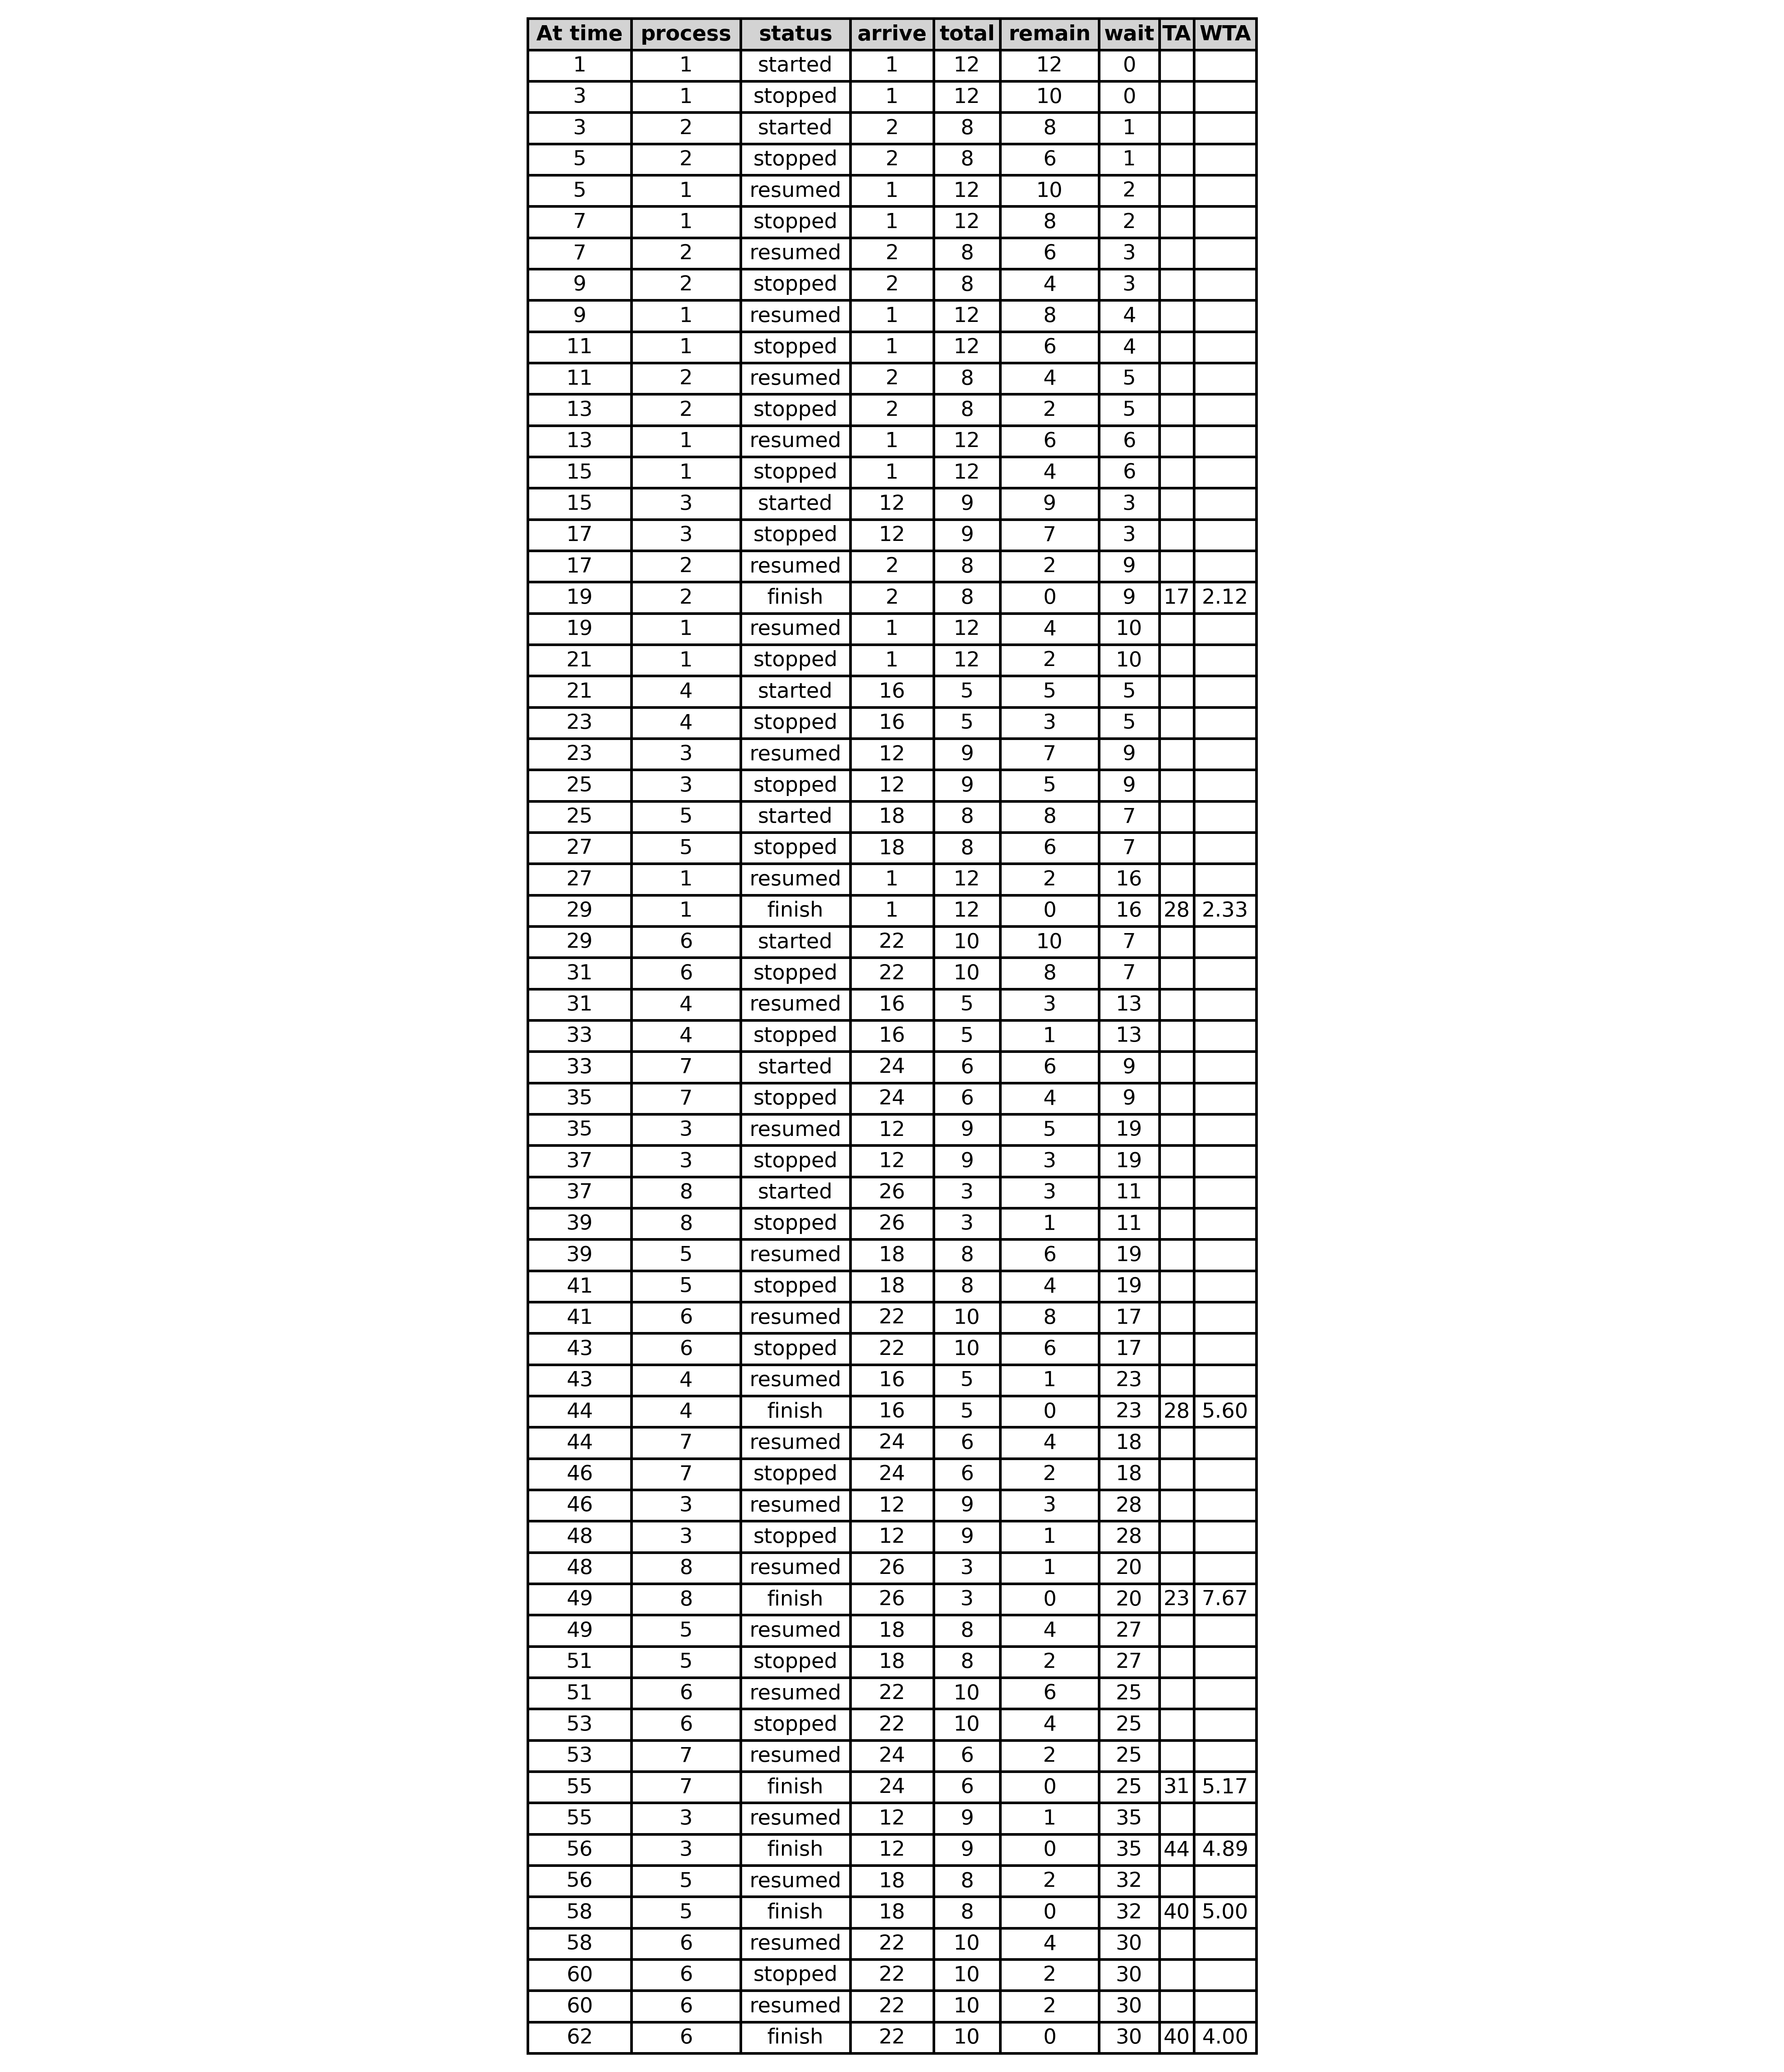 At time process status arrive total remain wait TA WTA
1 1 started 1 12 12 0
3 1 stopped 1 12 10 0
3 2 started 2 8 8 1
5 2 stopped 2 8 6 1
5 1 resumed 1 12 10 2
7 1 stopped 1 12 8 2
7 2 resumed 2 8 6 3
9 2 stopped 2 8 4 3
9 1 resumed 1 12 8 4
11 1 stopped 1 12 6 4
11 2 resumed 2 8 4 5
13 2 stopped 2 8 2 5
13 1 resumed 1 12 6 6
15 1 stopped 1 12 4 6
15 3 started 12 9 9 3
17 3 stopped 12 9 7 3
17 2 resumed 2 8 2 9
19 2 finish 2 8 0 9 17 2.12
19 1 resumed 1 12 4 10
21 1 stopped 1 12 2 10
21 4 started 16 5 5 5
23 4 stopped 16 5 3 5
23 3 resumed 12 9 7 9
25 3 stopped 12 9 5 9
25 5 started 18 8 8 7
27 5 stopped 18 8 6 7
27 1 resumed 1 12 2 16
29 1 finish 1 12 0 16 28 2.33
29 6 started 22 10 10 7
31 6 stopped 22 10 8 7
31 4 resumed 16 5 3 13
33 4 stopped 16 5 1 13
33 7 started 24 6 6 9
35 7 stopped 24 6 4 9
35 3 resumed 12 9 5 19
37 3 stopped 12 9 3 19
37 8 started 26 3 3 11
39 8 stopped 26 3 1 11
39 5 resumed 18 8 6 19
41 5 stopped 18 8 4 19
41 6 resumed 22 10 8 17
43 6 stopped 22 10 6 17
43 4 resumed 16 5 1 23
44 4 finish 16 5 0 23 28 5.60
44 7 resumed 24 6 4 18
46 7 stopped 24 6 2 18
46 3 resumed 12 9 3 28
48 3 stopped 12 9 1 28
48 8 resumed 26 3 1 20
49 8 finish 26 3 0 20 23 7.67
49 5 resumed 18 8 4 27
51 5 stopped 18 8 2 27
51 6 resumed 22 10 6 25
53 6 stopped 22 10 4 25
53 7 resumed 24 6 2 25
55 7 finish 24 6 0 25 31 5.17
55 3 resumed 12 9 1 35
56 3 finish 12 9 0 35 44 4.89
56 5 resumed 18 8 2 32
58 5 finish 18 8 0 32 40 5.00
58 6 resumed 22 10 4 30
60 6 stopped 22 10 2 30
60 6 resumed 22 10 2 30
62 6 finish 22 10 0 30 40 4.00